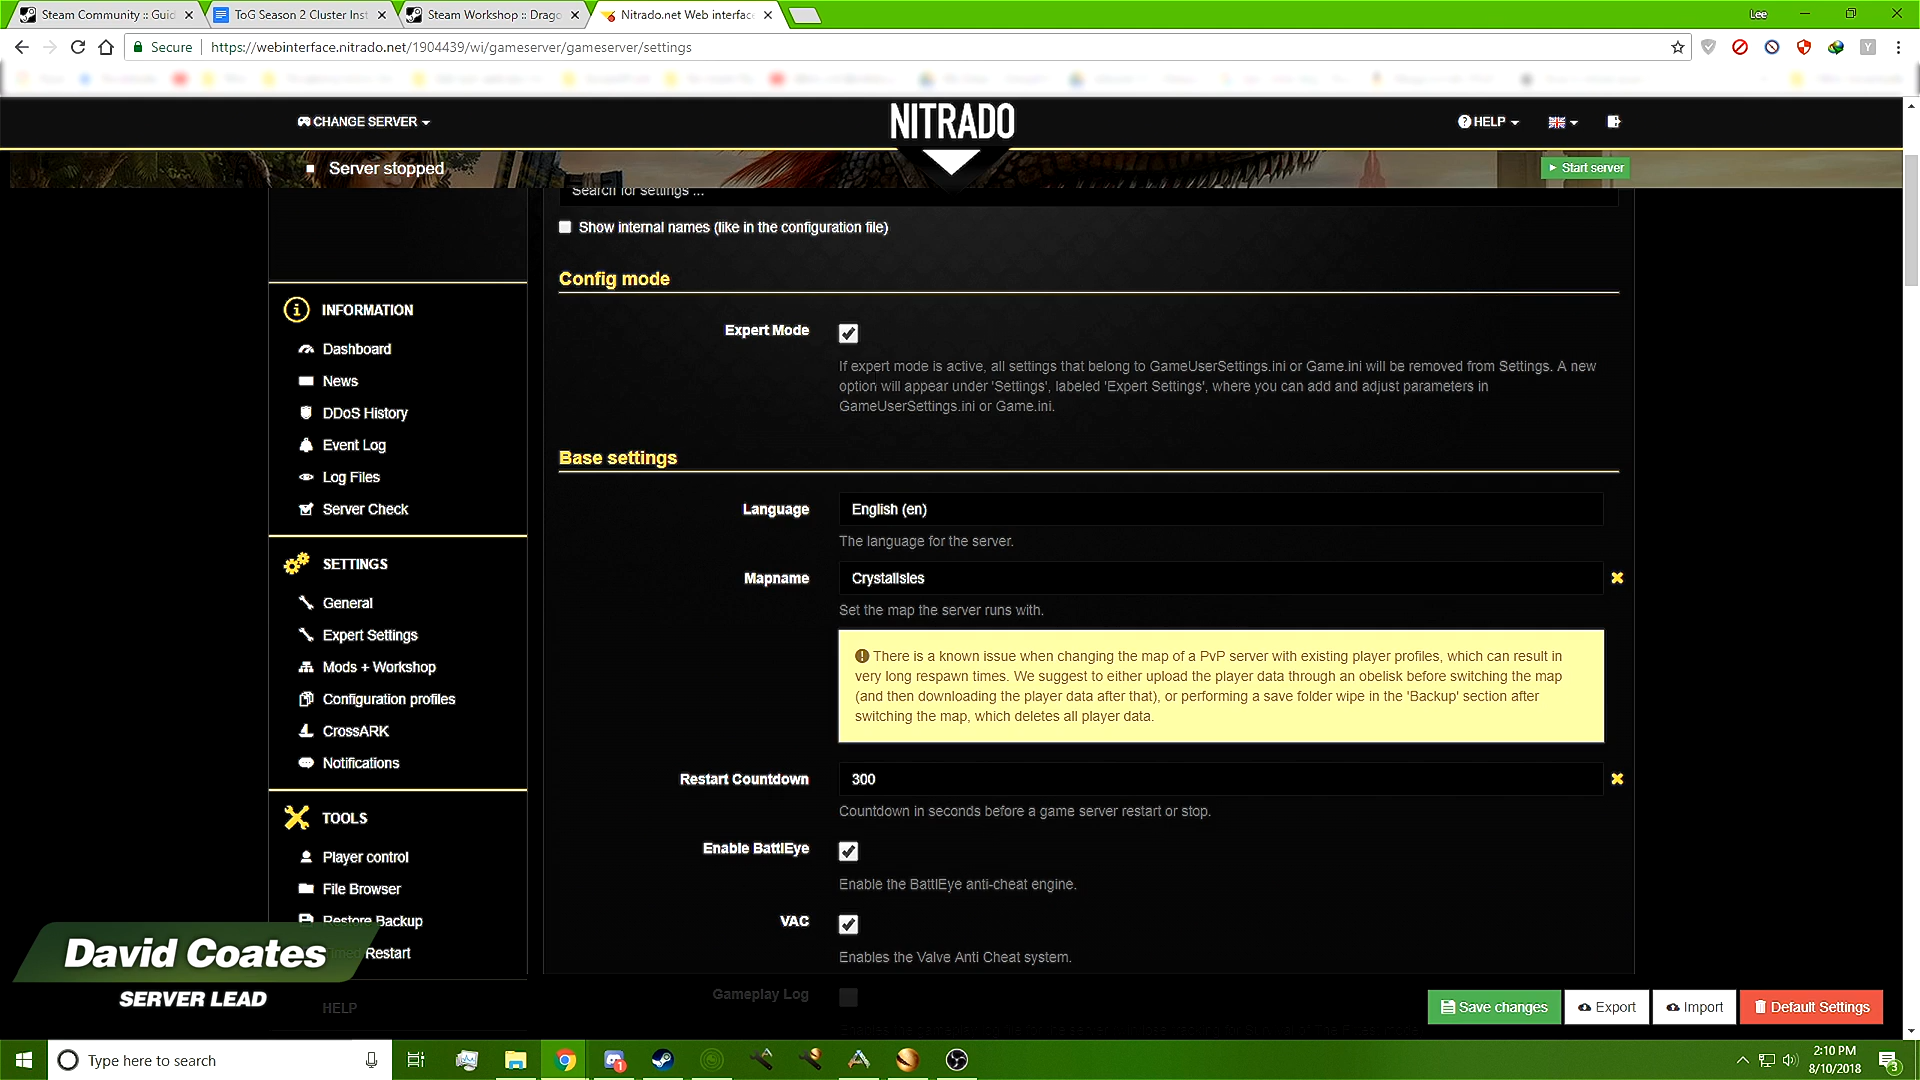 Steam Community :: Guid
ToG Season 2 Cluster Inst
Steam Workshop :: Drago
Nitrado.net Web interface
Lee
Secure
https://webinterface.nitrado.net/1904439/wi/gameserver/gameserver/settings
CHANGE SERVER
NITRADO
HELP
Server stopped
Start server
Search for settings ...
Show internal names (like in the configuration file)
Config mode
Expert Mode
If expert mode is active, all settings that belong to GameUserSettings.ini or Game.ini will be removed from Settings. A new
option will appear under 'Settings', labeled 'Expert Settings', where you can add and adjust parameters in
GameUserSettings.ini or Game.ini.
Base settings
Language
English (en)
The language for the server.
Mapname
CrystalIsles
Set the map the server runs with.
There is a known issue when changing the map of a PvP server with existing player profiles, which can result in
very long respawn times. We suggest to either upload the player data through an obelisk before switching the map
(and then downloading the player data after that), or performing a save folder wipe in the 'Backup' section after
switching the map, which deletes all player data.
Restart Countdown
300
Countdown in seconds before a game server restart or stop.
Enable BattlEye
Enable the BattlEye anti-cheat engine.
VAC
Enables the Valve Anti Cheat system.
Gameplay Log
INFORMATION
Dashboard
News
DDoS History
Event Log
Log Files
Server Check
SETTINGS
General
Expert Settings
Mods + Workshop
Configuration profiles
CrossARK
Notifications
TOOLS
Player control
File Browser
Restore Backup
Restart
HELP
David Coates
SERVER LEAD
Save changes
Export
Import
Default Settings
Type here to search
1
2:10 PM
8/10/2018
3